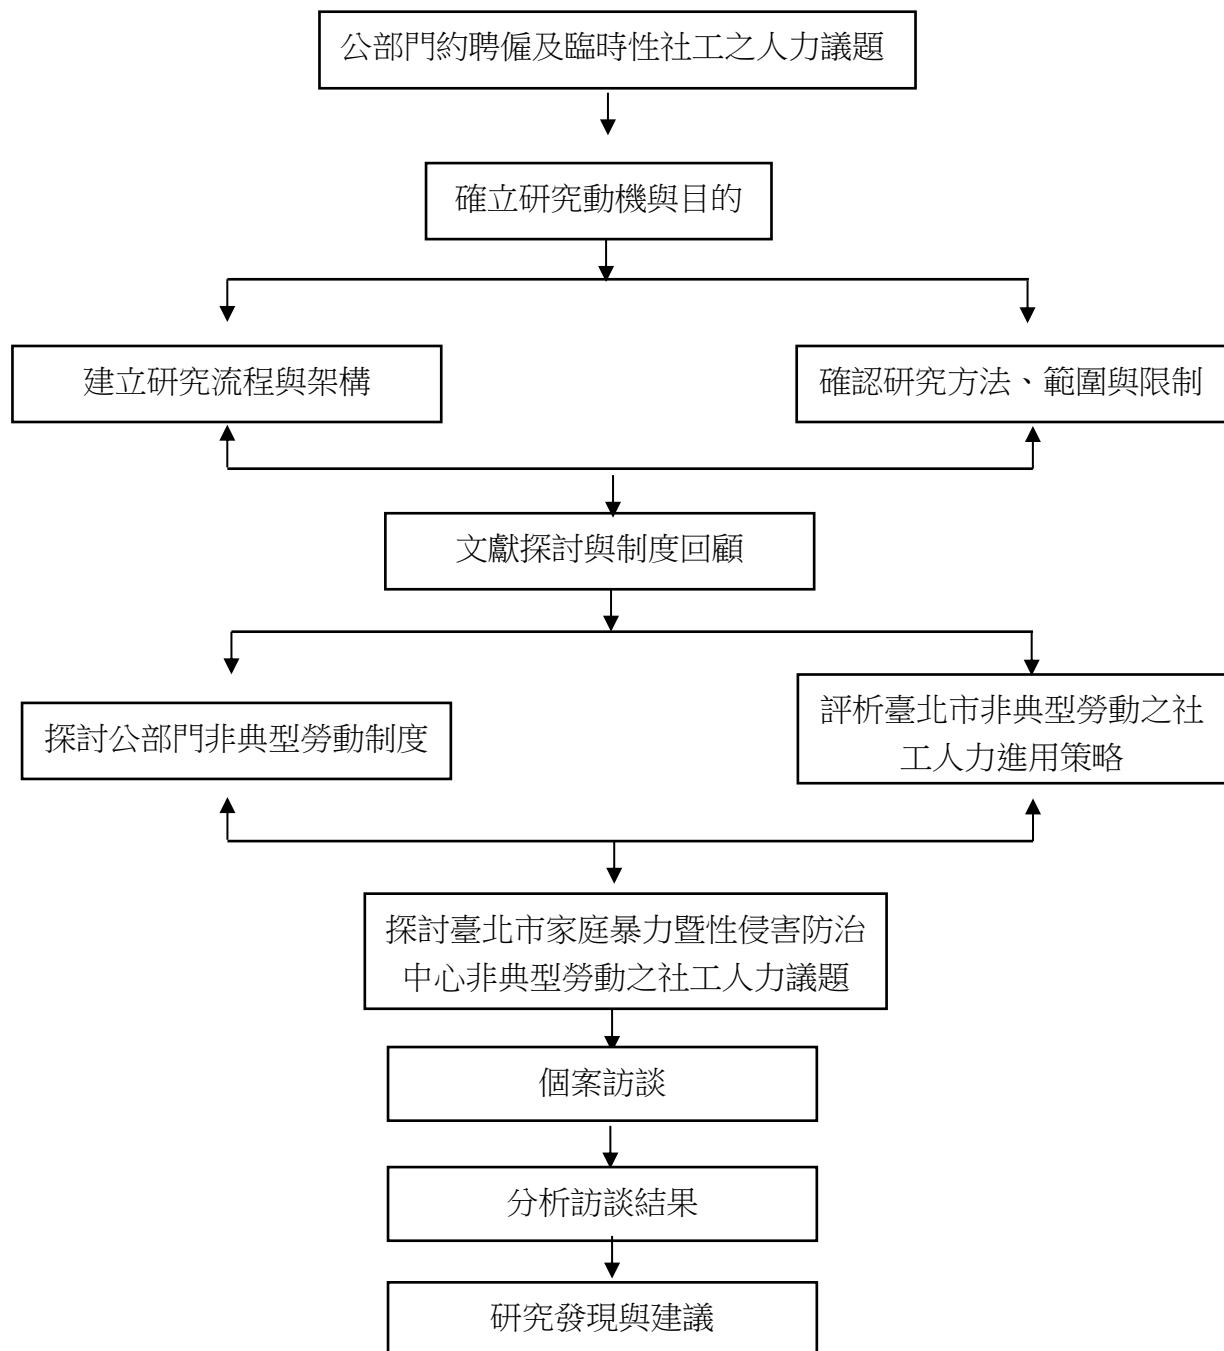 公部門約聘僱及臨時性社工之人力議題
確立研究動機與目的
建立研究流程與架構
確認研究方法、範圍與限制
文獻探討與制度回顧
探討公部門非典型勞動制度
評析臺北市非典型勞動之社
工人力進用策略
探討臺北市家庭暴力暨性侵害防治
中心非典型勞動之社工人力議題
個案訪談
分析訪談結果
研究發現與建議